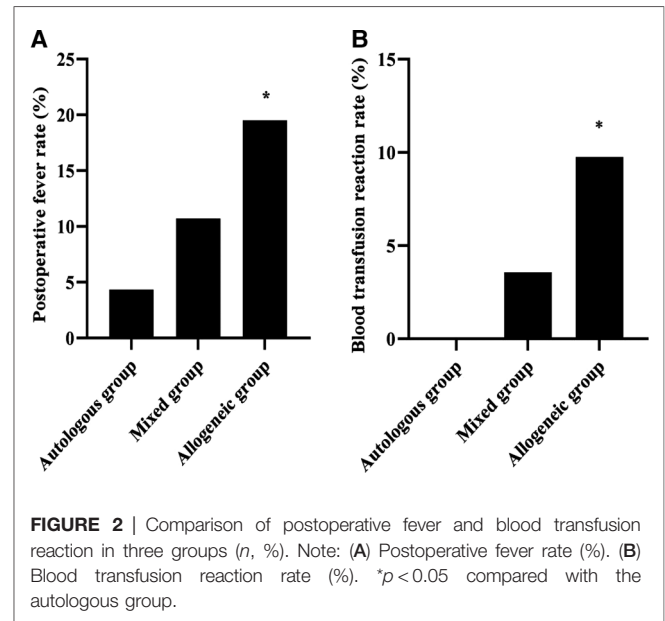 A
Postoperative fever rate (%)
25
20
15
10
5
0
*
Autologous group
Mixed group
Allogeneic group
B
Blood transfusion reaction rate (%)
15
10
5
0
*
Autologous group
Mixed group
Allogeneic group
FIGURE 2 | Comparison of postoperative fever and blood transfusion
reaction in three groups (n, %). Note: (A) Postoperative fever rate (%). (B)
Blood transfusion reaction rate (%). *p < 0.05 compared with the
autologous group.